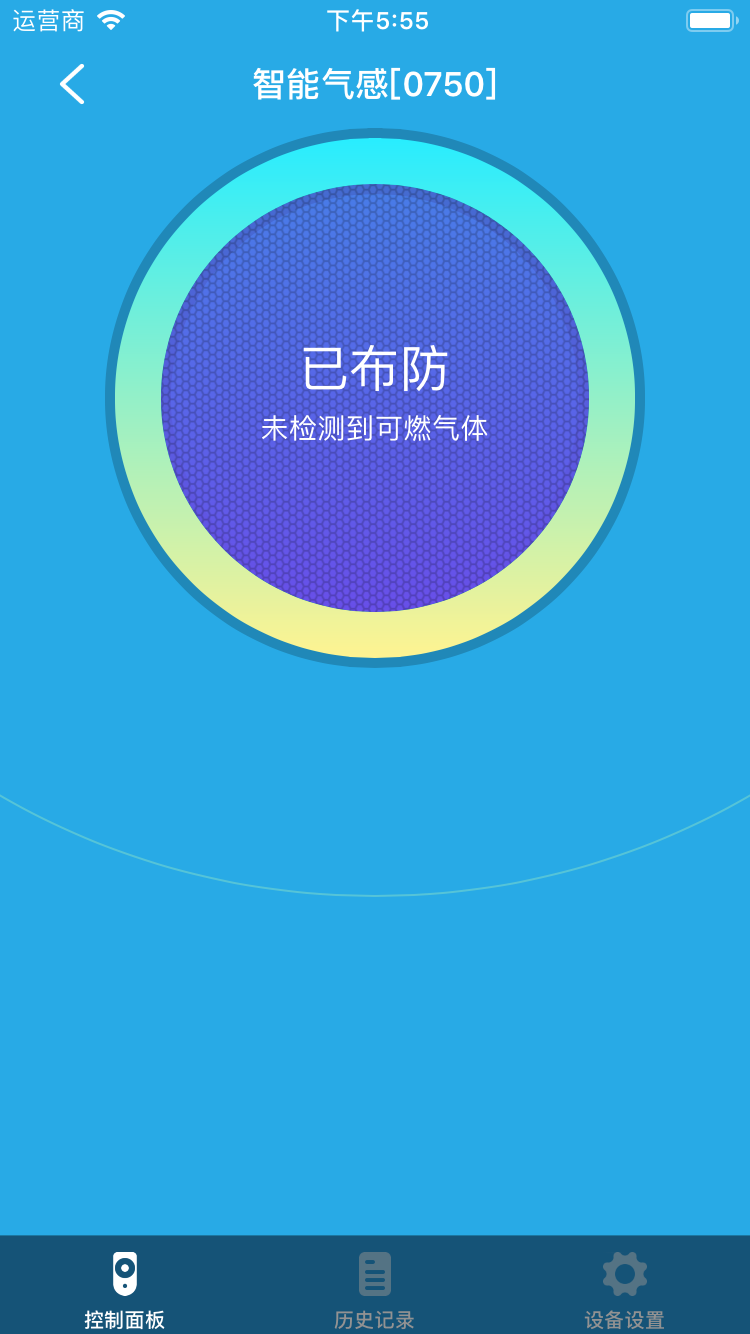 运营商 下午5:55
智能气感[0750]
已布防
未检测到可燃气体
控制面板 历史记录 设备设置